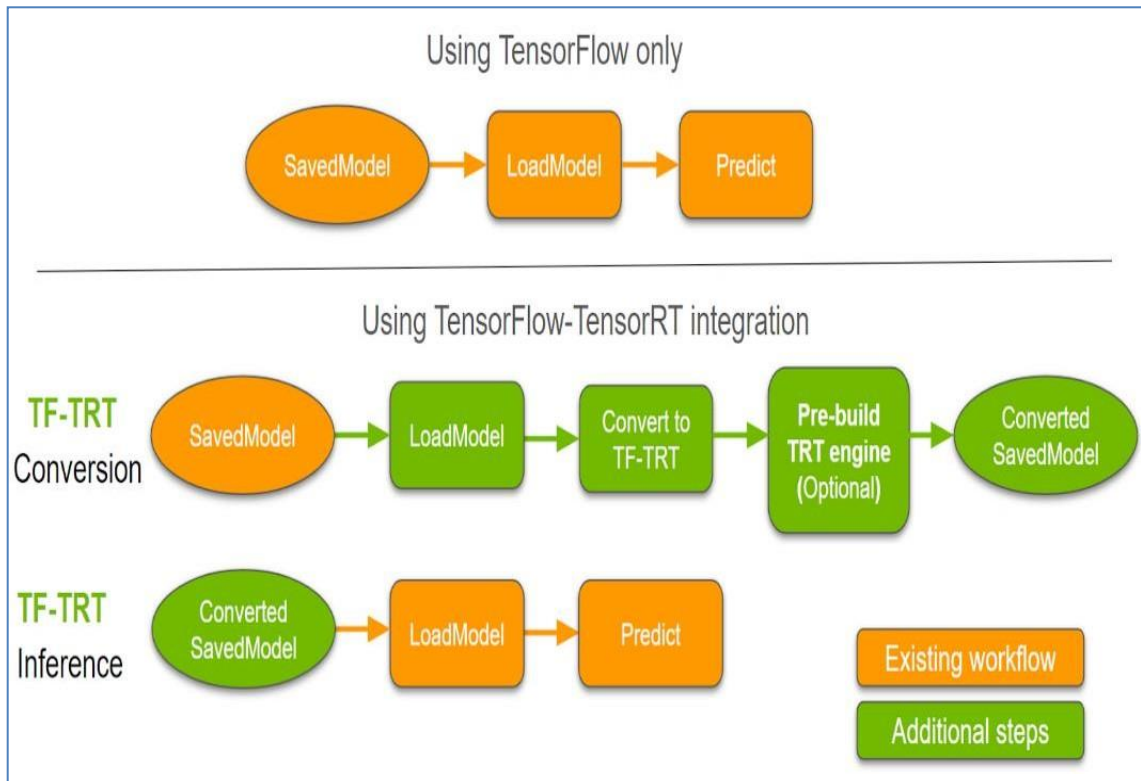 Using TensorFlow only
SavedModel
LoadModel
Predict
Using TensorFlow-TensorRT integration
TF-TRT
Conversion
SavedModel
LoadModel
Convert to
TF-TRT
Pre-build
TRT engine
(Optional)
Converted
SavedModel
TF-TRT
Inference
Converted
SavedModel
LoadModel
Predict
Existing workflow
Additional steps